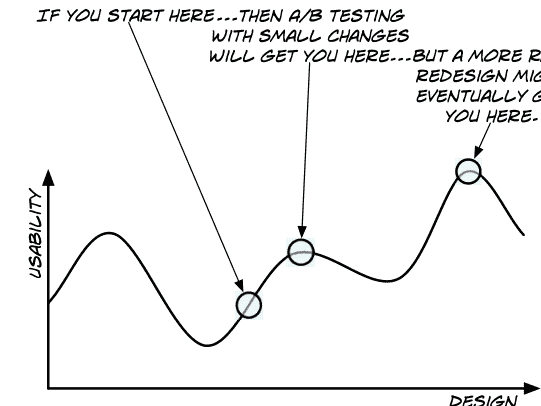 IF YOU START HERE...THEN A/B TESTING
WITH SMALL CHANGES
WILL GET YOU HERE...BUT A MORE
REDESIGN
EVENTUALLY
YOU HERE.
USABILITY
DESIGN